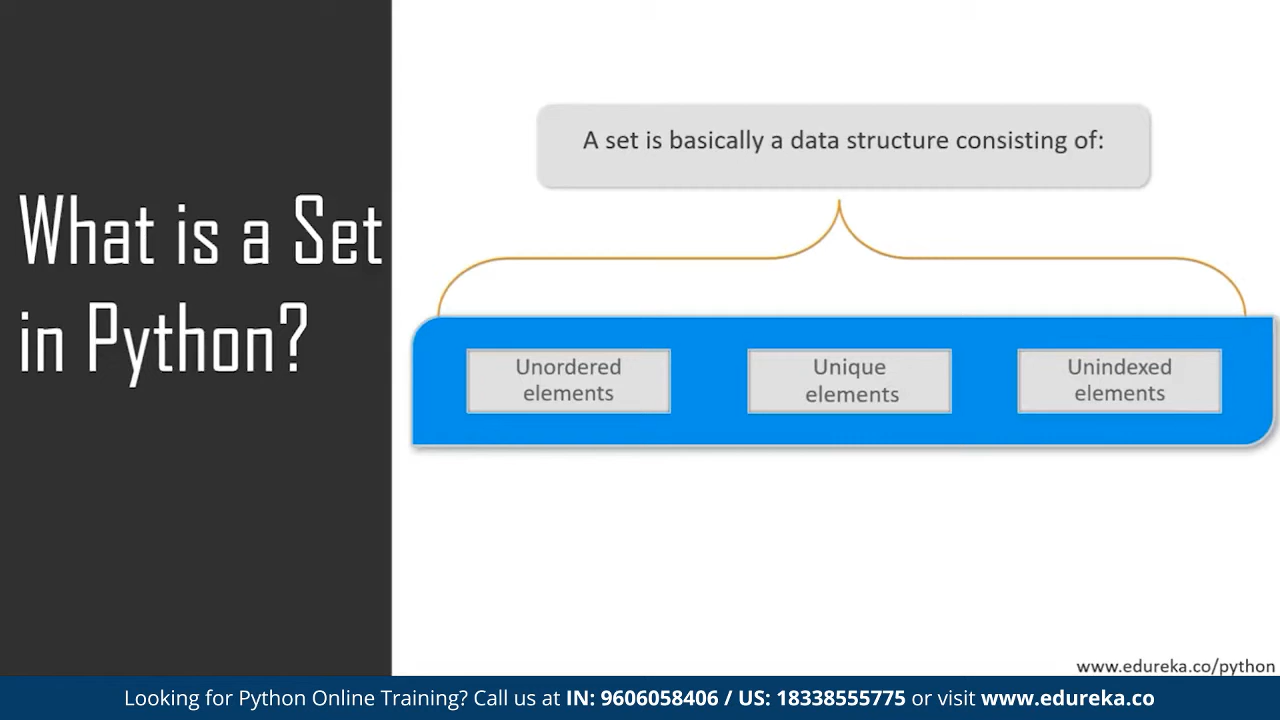 What is a Set
in Python?
A set is basically a data structure consisting of:
Unordered
elements
Unique
elements
Unindexed
elements
www.edureka.co/python
Looking for Python Online Training? Call us at IN: 9606058406 / US: 18338555775 or visit www.edureka.co